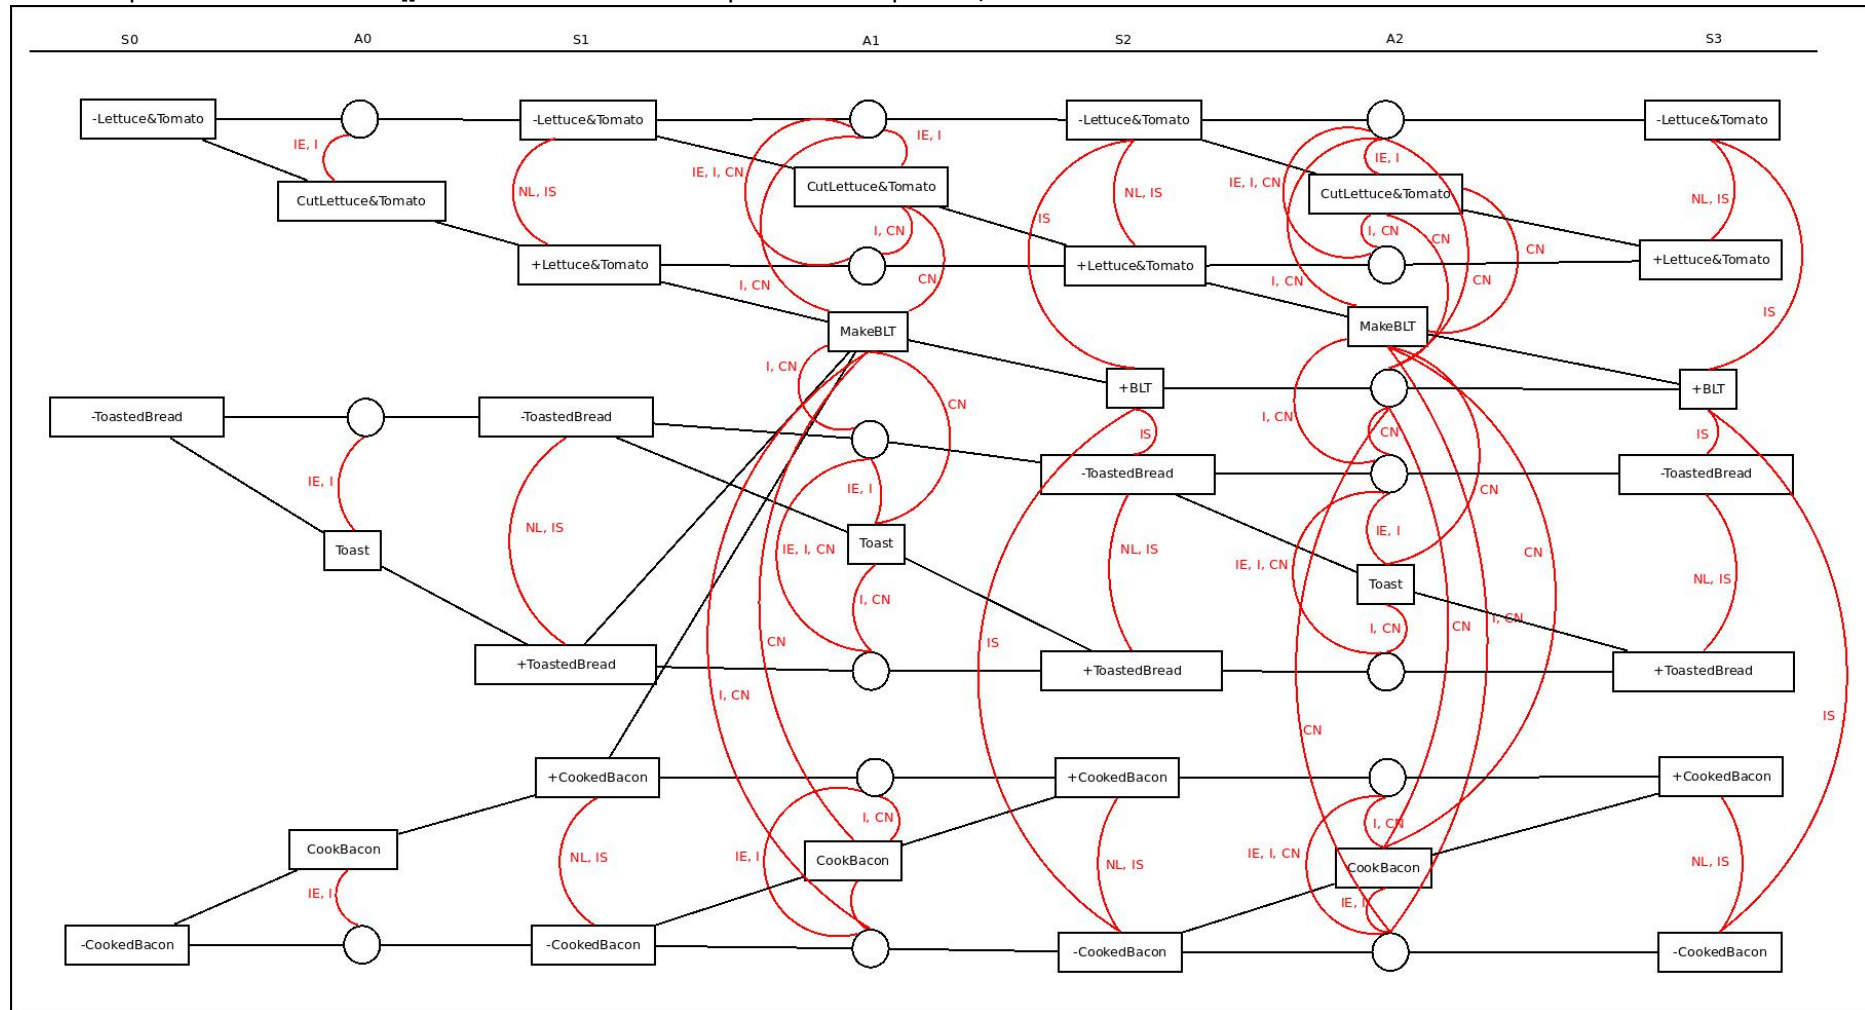 S0 A0 S1 A1 S2 A2 S3
-Lettuce&Tomato -Lettuce&Tomato -Lettuce&Tomato -Lettuce&Tomato
IE, I IE, I IE, I
IE, I, CN IE, I, CN
CutLettuce&Tomato CutLettuce&Tomato CutLettuce&Tomato
NL, IS NL, IS NL, IS
IS
I, CN I, CN CN CN
+Lettuce&Tomato +Lettuce&Tomato +Lettuce&Tomato
I, CN CN I, CN CN
IS
MakeBLT MakeBLT
I, CN
+BLT +BLT
CN
-ToastedBread -ToastedBread I, CN
IS CN IS
-ToastedBread -ToastedBread
IE, I IE, I CN
NL, IS IE, I
Toast Toast IE, I, CN NL, IS CN
IE, I, CN
Toast NL, IS
I, CN
I, CN
I, CN CN
CN IS
+ToastedBread +ToastedBread +ToastedBread
I, CN
IS
CN
+CookedBacon +CookedBacon +CookedBacon
I, CN I, CN
CookBacon
NL, IS IE, I CookBacon NL, IS IE, I, CN CookBacon NL, IS
IE, I IE, I
-CookedBacon -CookedBacon -CookedBacon -CookedBacon